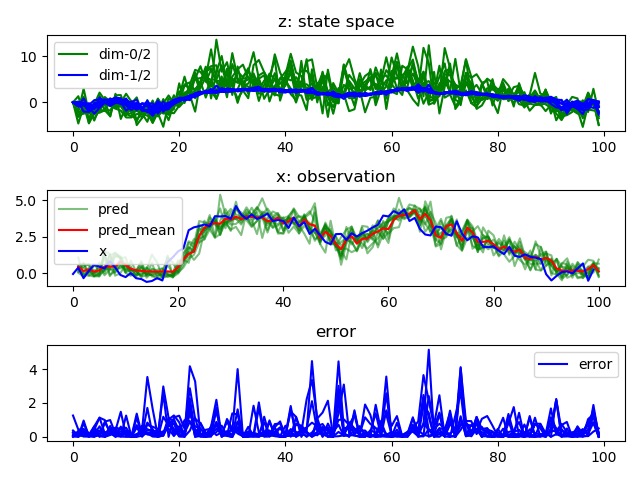 z: state space
10
0
dim-0/2
dim-1/2
0 20 40 60 80 100
x: observation
5.0
2.5
0.0
pred
pred_mean
x
0 20 40 60 80 100
error
4
2
0
error
0 20 40 60 80 100